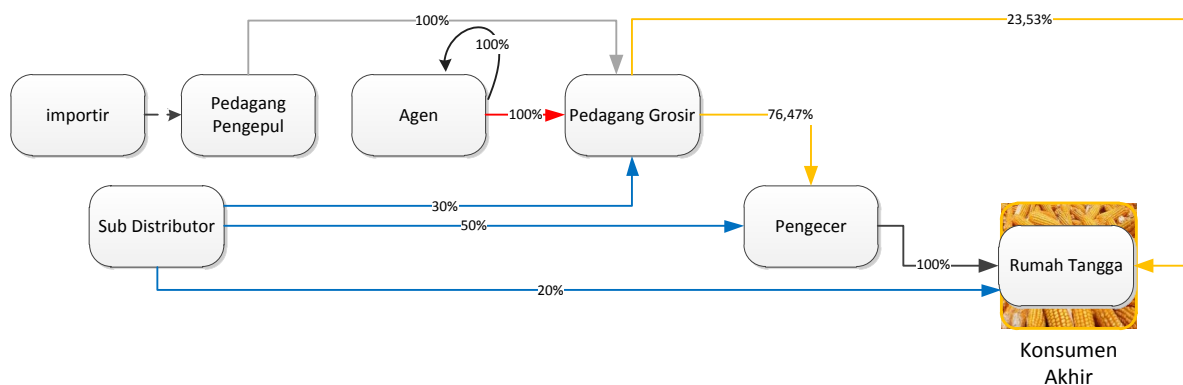 100%
23,53%
100%
importir
Pedagang
Pengepul
Agen
100%
Pedagang Grosir
76,47%
30%
Sub Distributor
50%
Pengecer
100%
Rumah Tangga
20%
Konsumen
Akhir